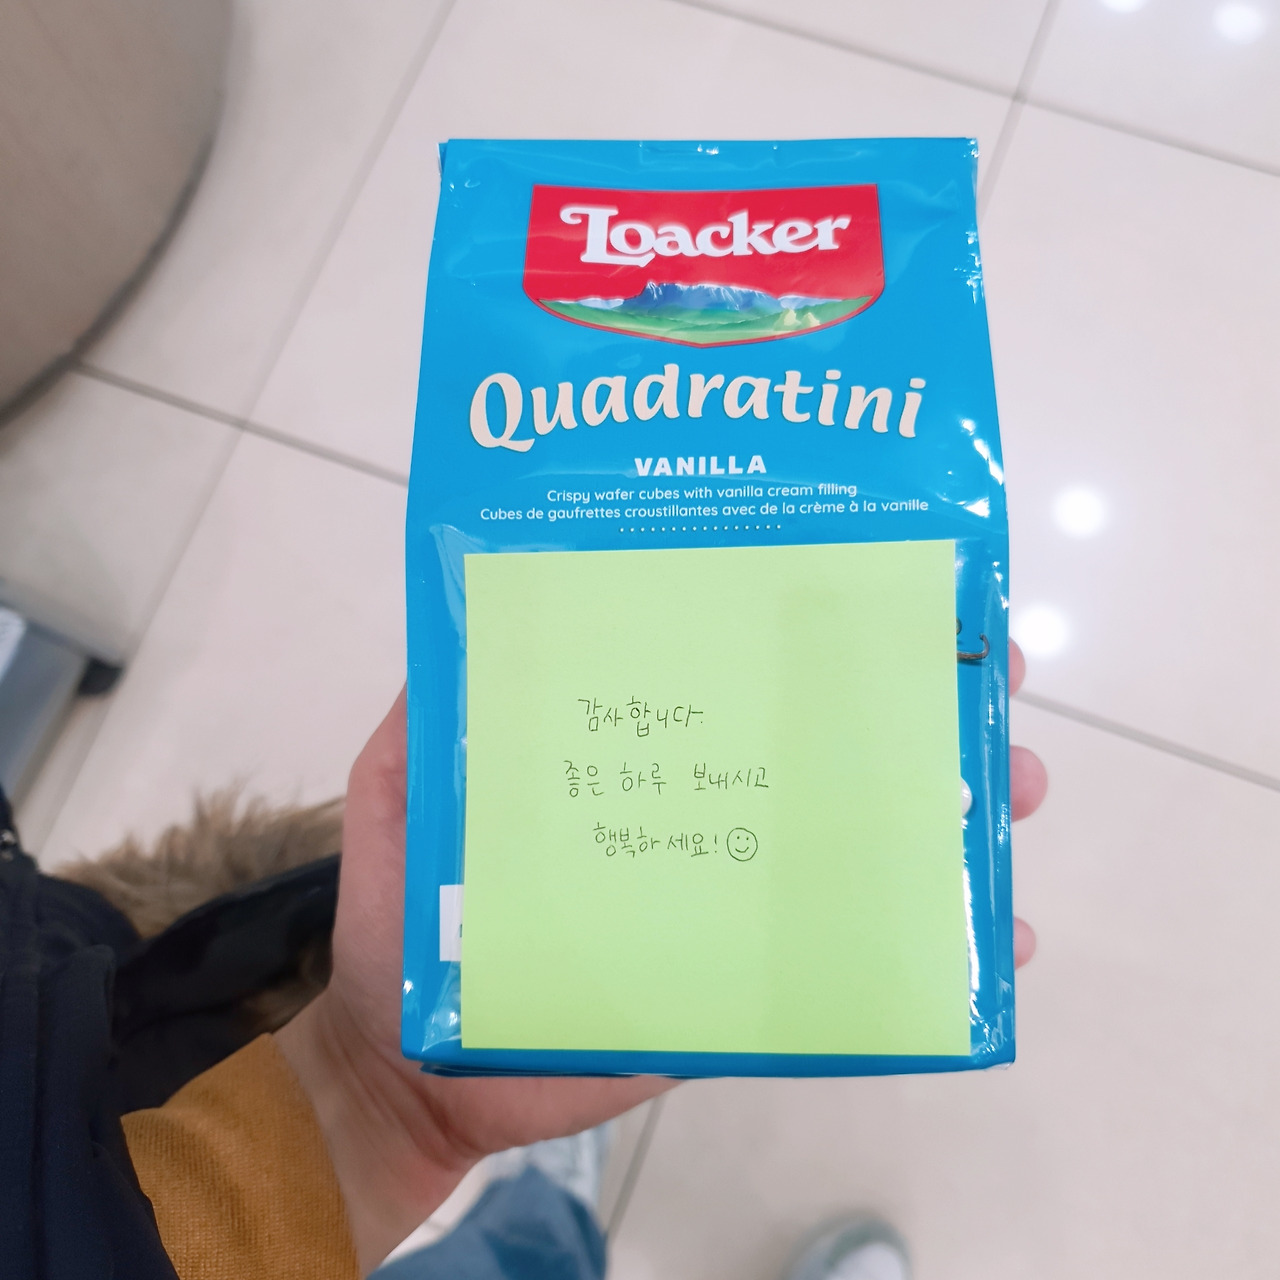 Loacker
Quadratini
VANILLA
Crispy wafer cubes with vanilla cream filling
Cubes de gaufrettes croustillantes avec de la crème à la vanille
감사합니다.
좋은 하루 보내시고
행복하세요!